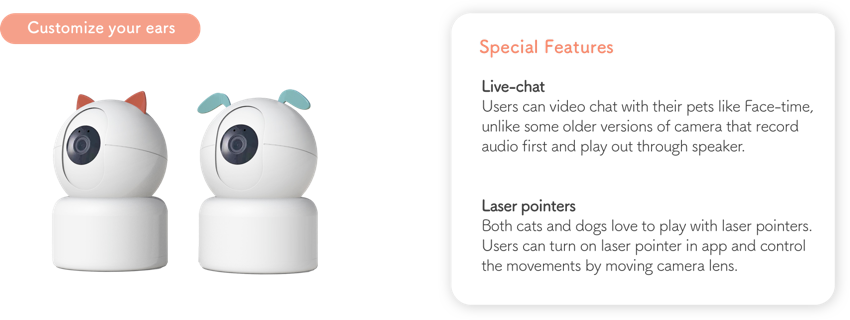 Customize your ears
Special Features
Live-chat
Users can video chat with their pets like Face-time,
unlike some older versions of camera that record
audio first and play out through speaker.
Laser pointers
Both cats and dogs love to play with laser pointers.
Users can turn on laser pointer in app and control
the movements by moving camera lens.